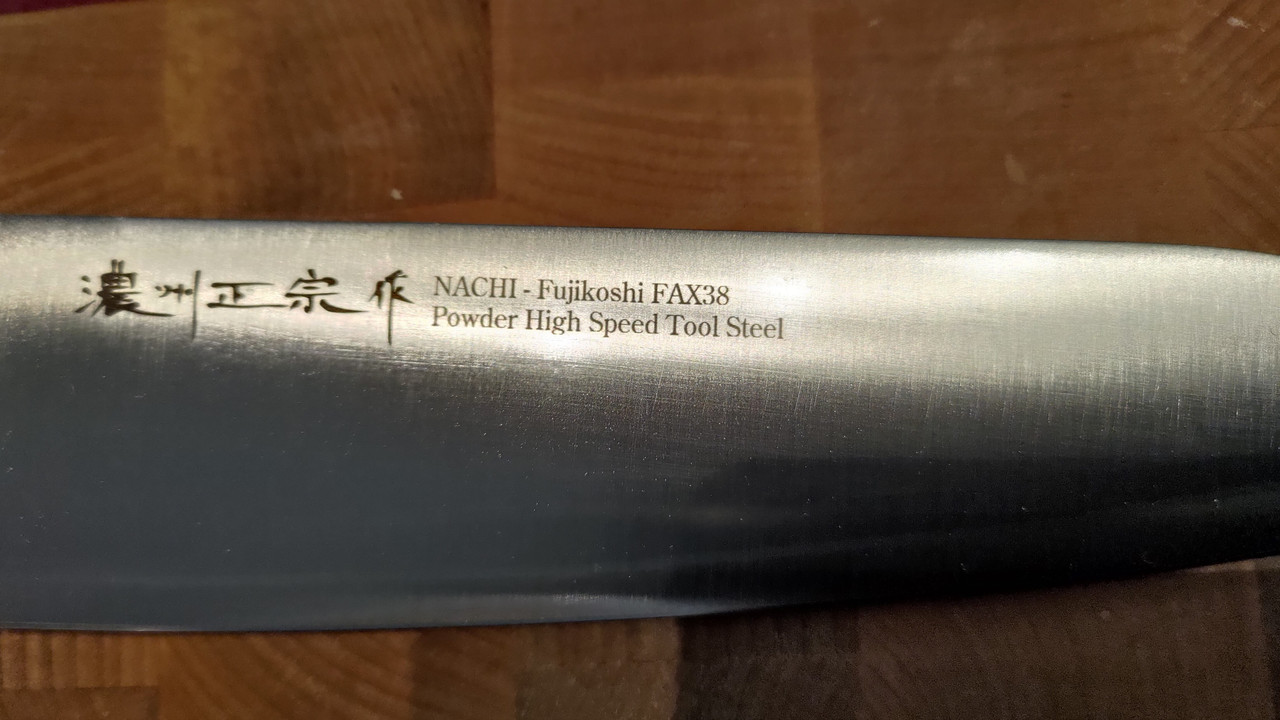 濃州正宗作
NACHI - Fujikoshi FAX38
Powder High Speed Tool Steel